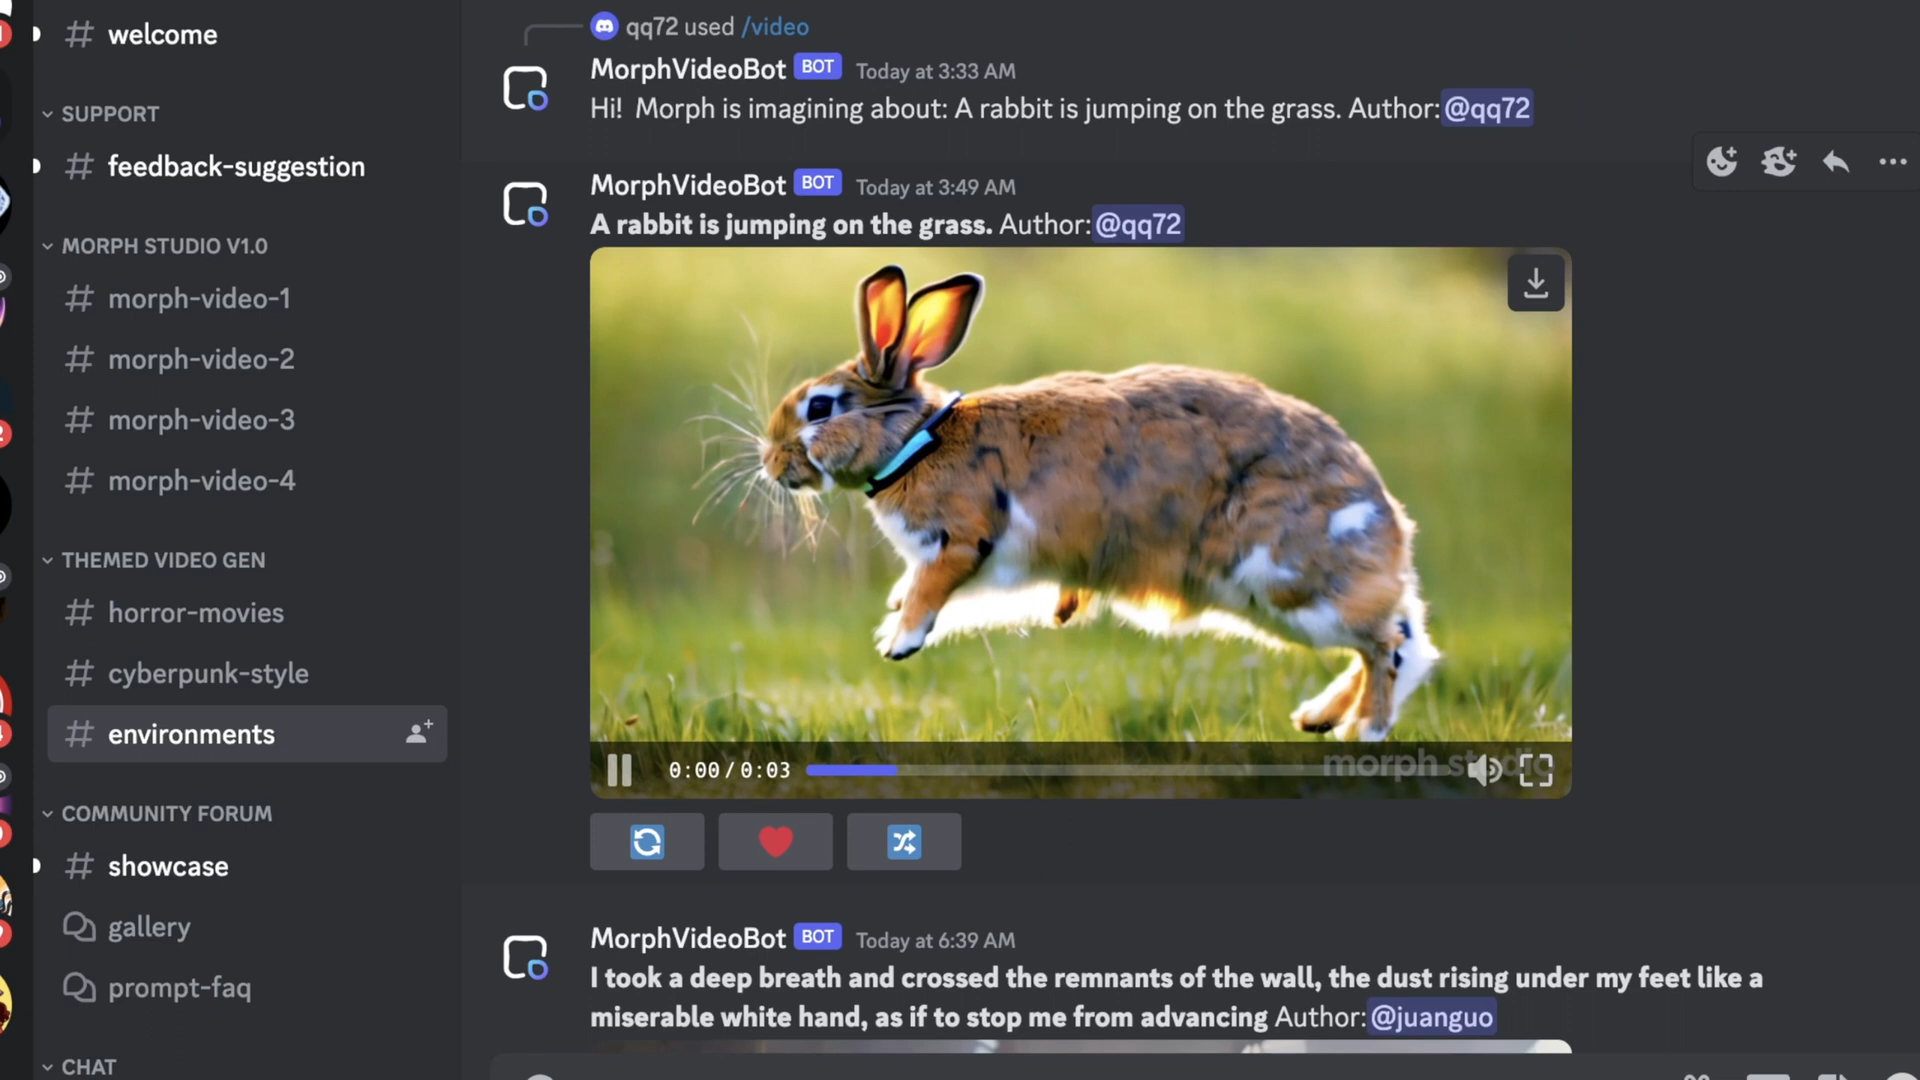 welcome
SUPPORT
feedback-suggestion
MORPH STUDIO V1.0
morph-video-1
morph-video-2
morph-video-3
morph-video-4
THEMED VIDEO GEN
horror-movies
cyberpunk-style
environments
COMMUNITY FORUM
showcase
gallery
prompt-faq
CHAT
qq72 used /video
MorphVideoBot BOT Today at 3:33 AM
Hi! Morph is imagining about: A rabbit is jumping on the grass. Author: @qq72
MorphVideoBot BOT Today at 3:49 AM
A rabbit is jumping on the grass. Author: @qq72
0:00 / 0:03
morph studio
MorphVideoBot BOT Today at 6:39 AM
I took a deep breath and crossed the remnants of the wall, the dust rising under my feet like a
miserable white hand, as if to stop me from advancing Author: @juanguo